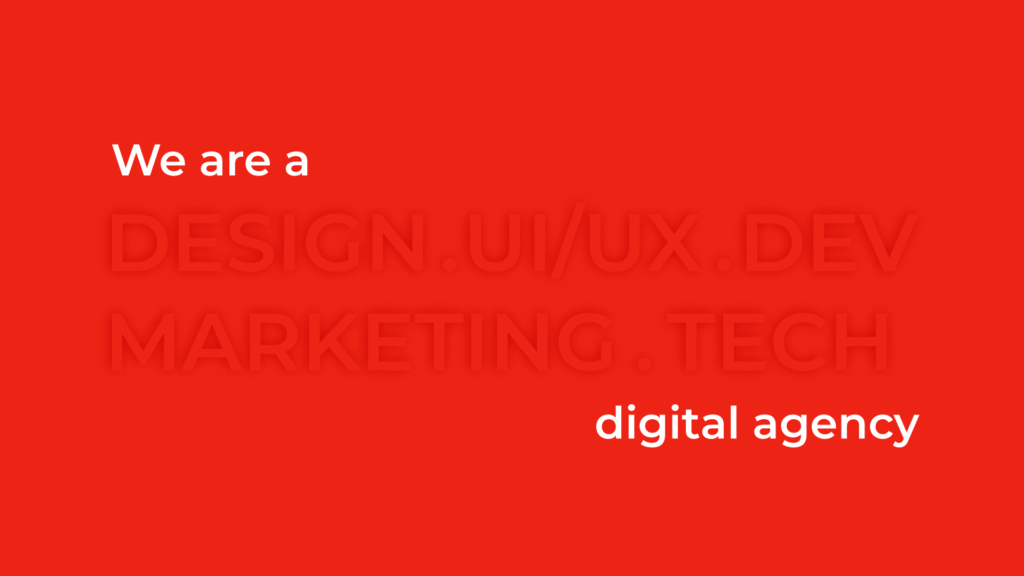 We are a
DESIGN.UI/UX.DEV
MARKETING . TECH
digital agency